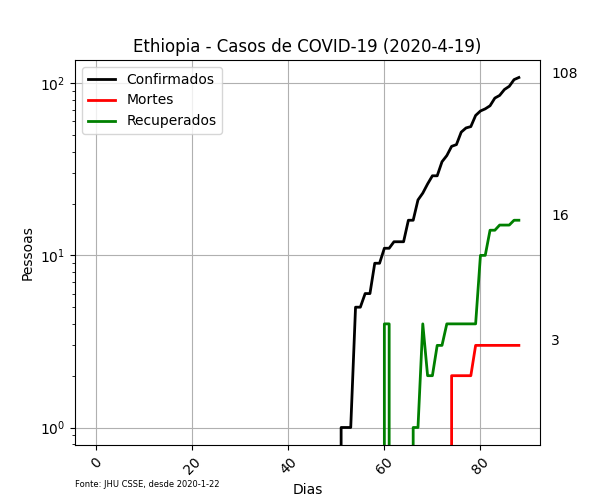 Ethiopia - Casos de COVID-19 (2020-4-19)
Confirmados
Mortes
Recuperados
108
16
3
10²
10¹
10⁰
Pessoas
0
20
40
60
80
Dias
Fonte: JHU CSSE, desde 2020-1-22